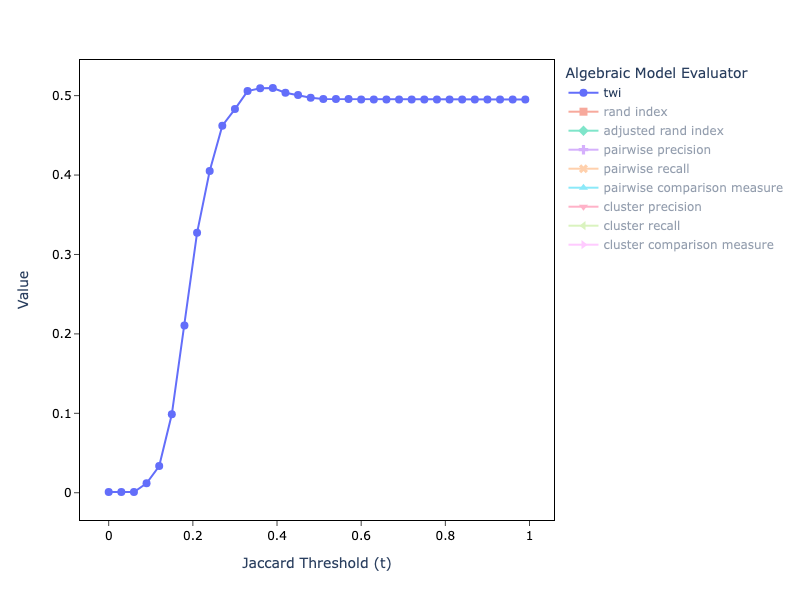 Algebraic Model Evaluator
twi
rand index
adjusted rand index
pairwise precision
pairwise recall
pairwise comparison measure
cluster precision
cluster recall
cluster comparison measure
Value
0.5
0.4
0.3
0.2
0.1
0
0 0.2 0.4 0.6 0.8 1
Jaccard Threshold (t)